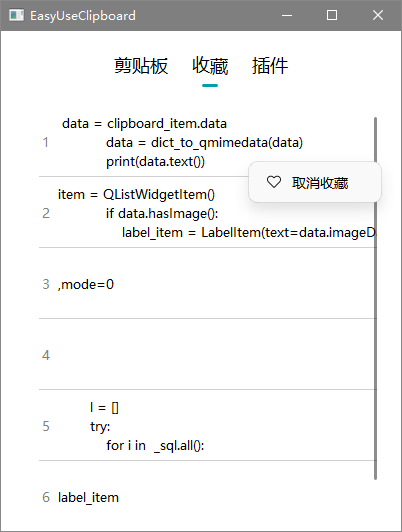 EasyUseClipboard
剪贴板 收藏 插件
data = clipboard_item.data
1 data = dict_to_qmimedata(data)
print(data.text())
取消收藏
item = QListWidgetItem()
2 if data.hasImage():
label_item = LabelItem(text=data.imageD
3 ,mode=0
4
l = []
5 try:
for i in _sql.all():
6 label_item